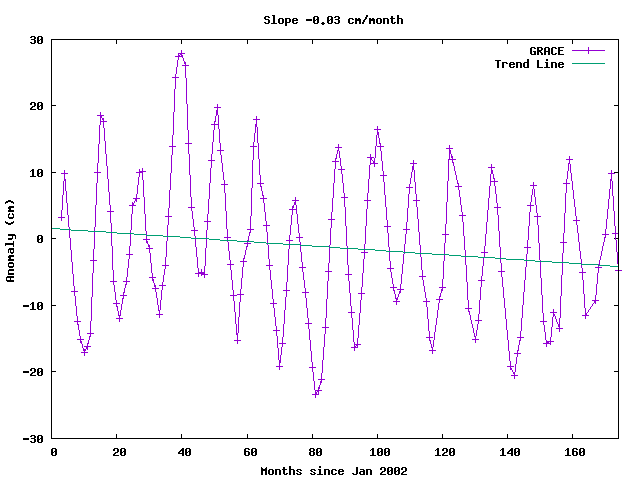 Slope -0.03 cm/month
GRACE
Trend Line
30
20
10
0
-10
-20
-30
Anomaly (cm)
0 20 40 60 80 100 120 140 160
Months since Jan 2002